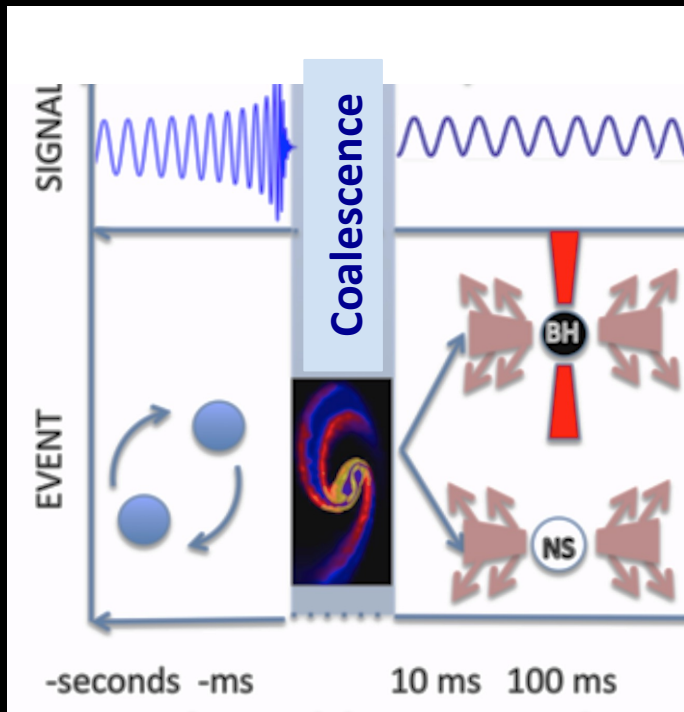 SIGNAL
Coalescence
BH
EVENT
NS
-seconds -ms
10 ms 100 ms